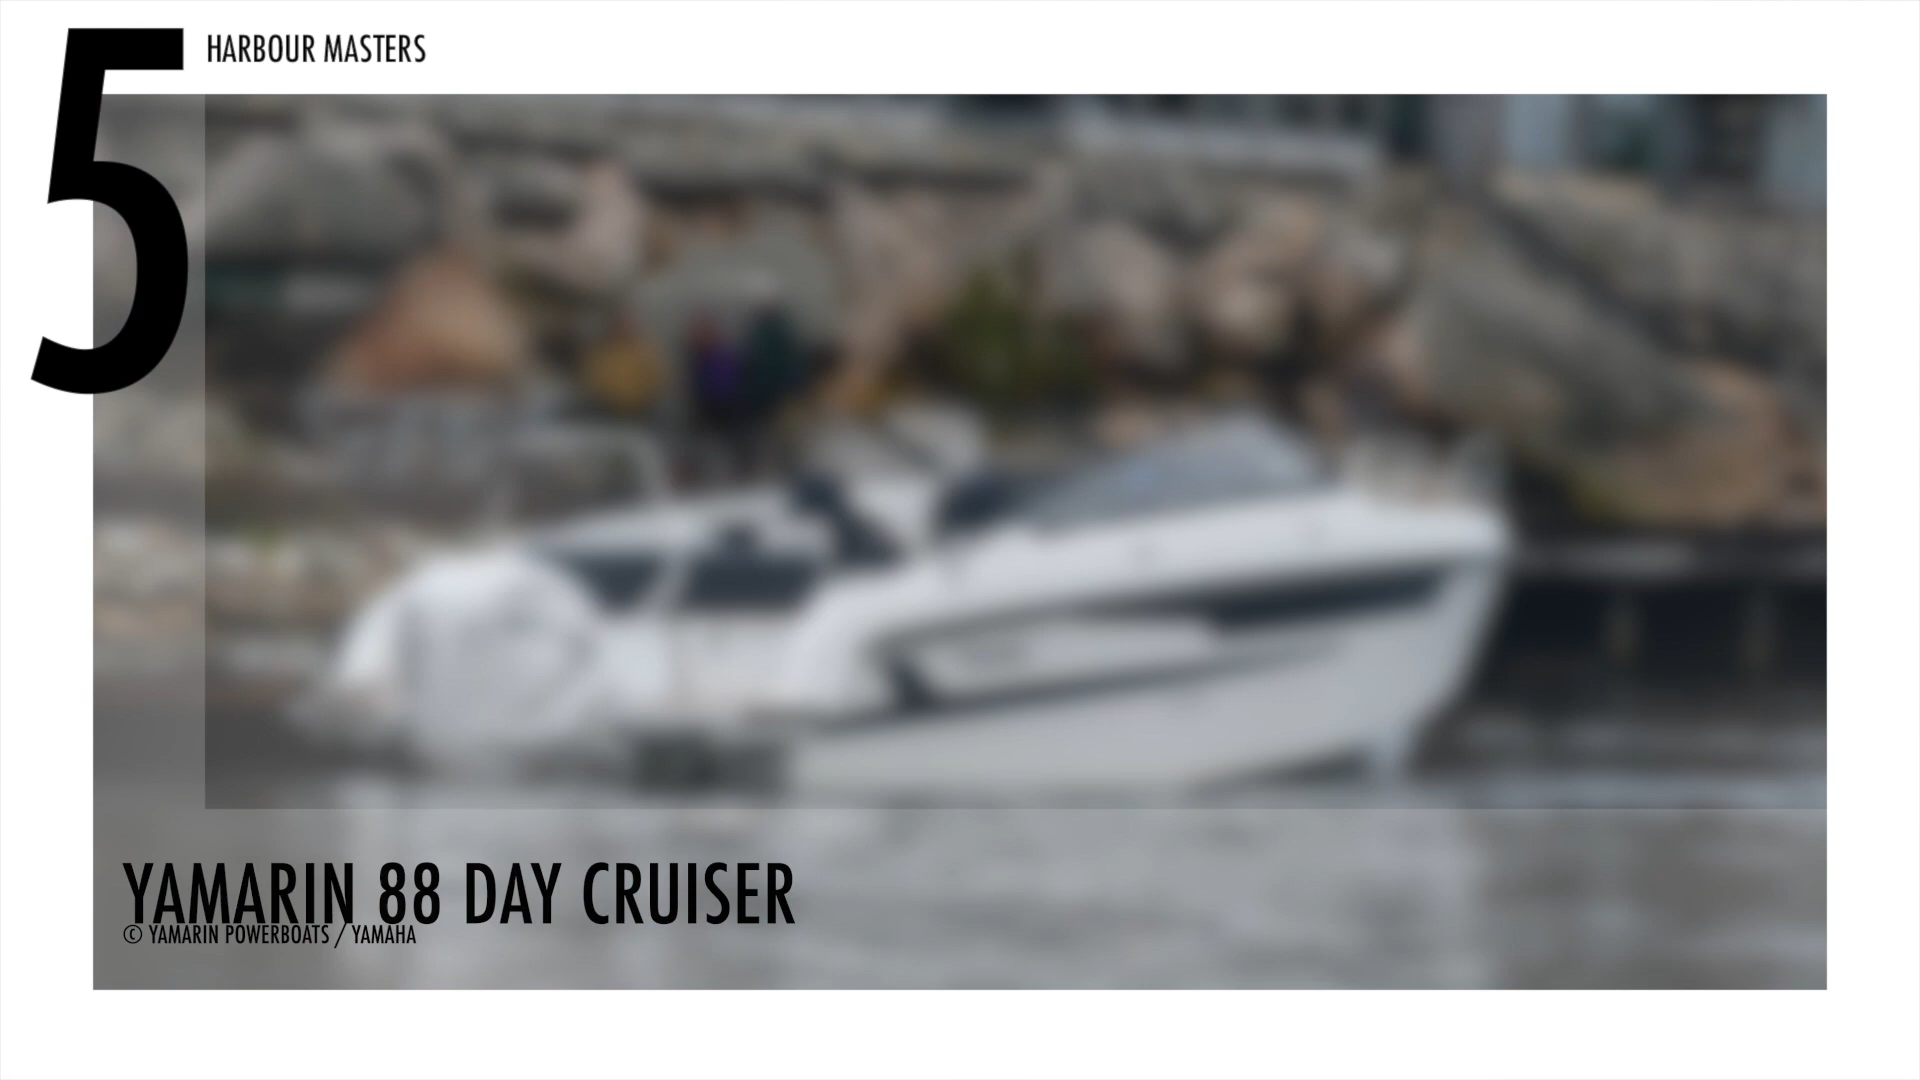 5
HARBOUR MASTERS
YAMARIN 88 DAY CRUISER
© YAMARIN POWERBOATS / YAMAHA